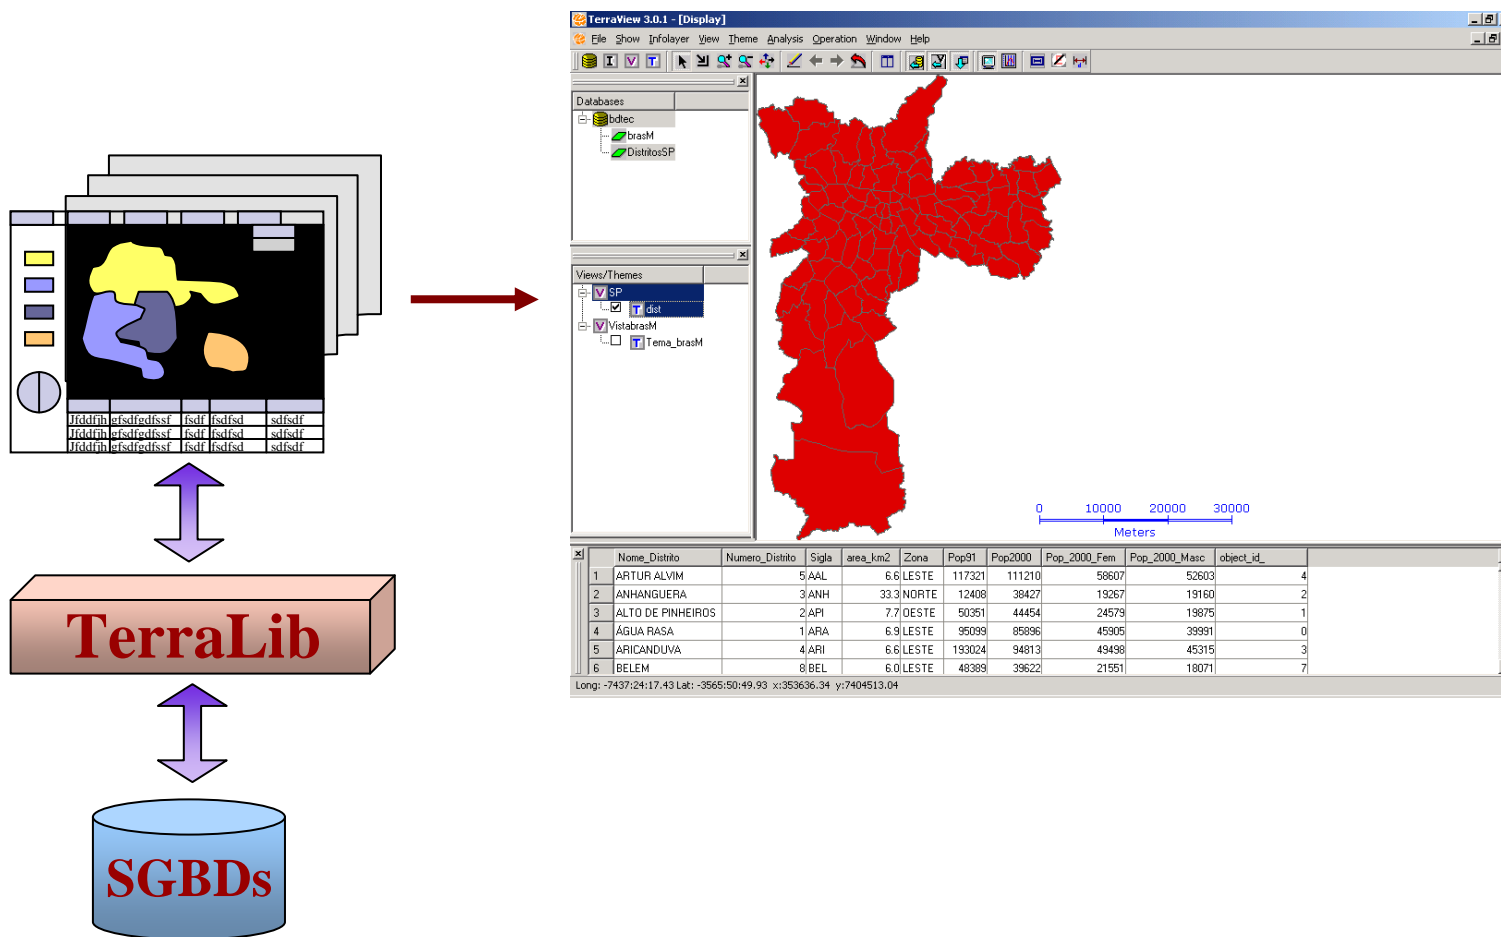 Jfddfjh gfsdfgdfssf fsdf fsdfsd sdfsdf
Jfddfjh gfsdfgdfssf fsdf fsdfsd sdfsdf
Jfddfjh gfsdfgdfssf fsdf fsdfsd sdfsdf
TerraLib
SGBDs
TerraView 3.0.1 - [Display]
File Show Infolayer View Theme Analysis Operation Window Help
I V T
Databases
bdtec
brasM
DistritosSP
Views/Themes
V SP
T dist
V VistabrasM
T Tema_brasM
0 10000 20000 30000
Meters
Nome_Distrito Numero_Distrito Sigla area_km2 Zona Pop91 Pop2000 Pop_2000_Fem Pop_2000_Masc object_id_
1 ARTUR ALVIM 5 AAL 6.6 LESTE 117321 111210 58607 52603 4
2 ANHANGUERA 3 ANH 33.3 NORTE 12408 38427 19267 19160 2
3 ALTO DE PINHEIROS 2 API 7.7 OESTE 50351 44454 24579 19875 1
4 ÁGUA RASA 1 ARA 6.9 LESTE 95099 85896 45905 39991 0
5 ARICANDUVA 4 ARI 6.6 LESTE 193024 94813 49498 45315 3
6 BELEM 8 BEL 6.0 LESTE 48389 39622 21551 18071 7
Long: -7437:24:17.43 Lat: -3565:50:49.93 x:353636.34 y:7404513.04